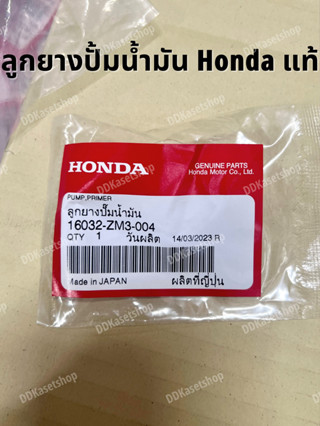 ลูกยางปั้มน้ำมัน Honda แท้
DDKasetshop
HONDA
GENUINE PARTS
Honda Motor Co., Ltd.
PUMP,PRIMER
ลูกยางปั๊มน้ำมัน
16032-ZM3-004
QTY 1 วันผลิต 14/03/2023 R
Made in JAPAN ผลิตที่ญี่ปุ่น
DDKasetshop